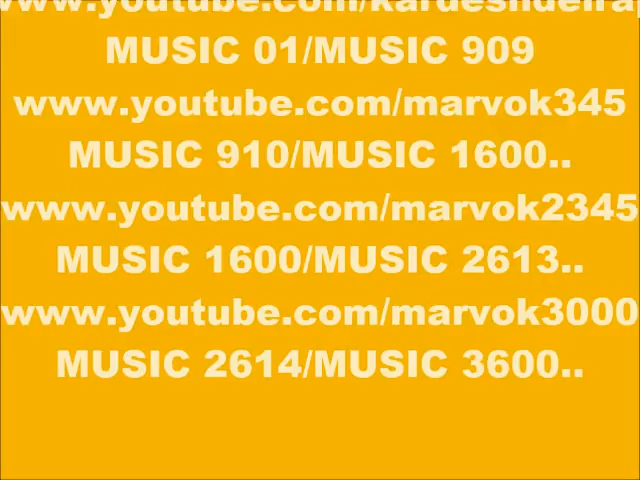 MUSIC 01/MUSIC 909
www.youtube.com/marvok345
MUSIC 910/MUSIC 1600..
www.youtube.com/marvok2345
MUSIC 1600/MUSIC 2613..
www.youtube.com/marvok3000
MUSIC 2614/MUSIC 3600..